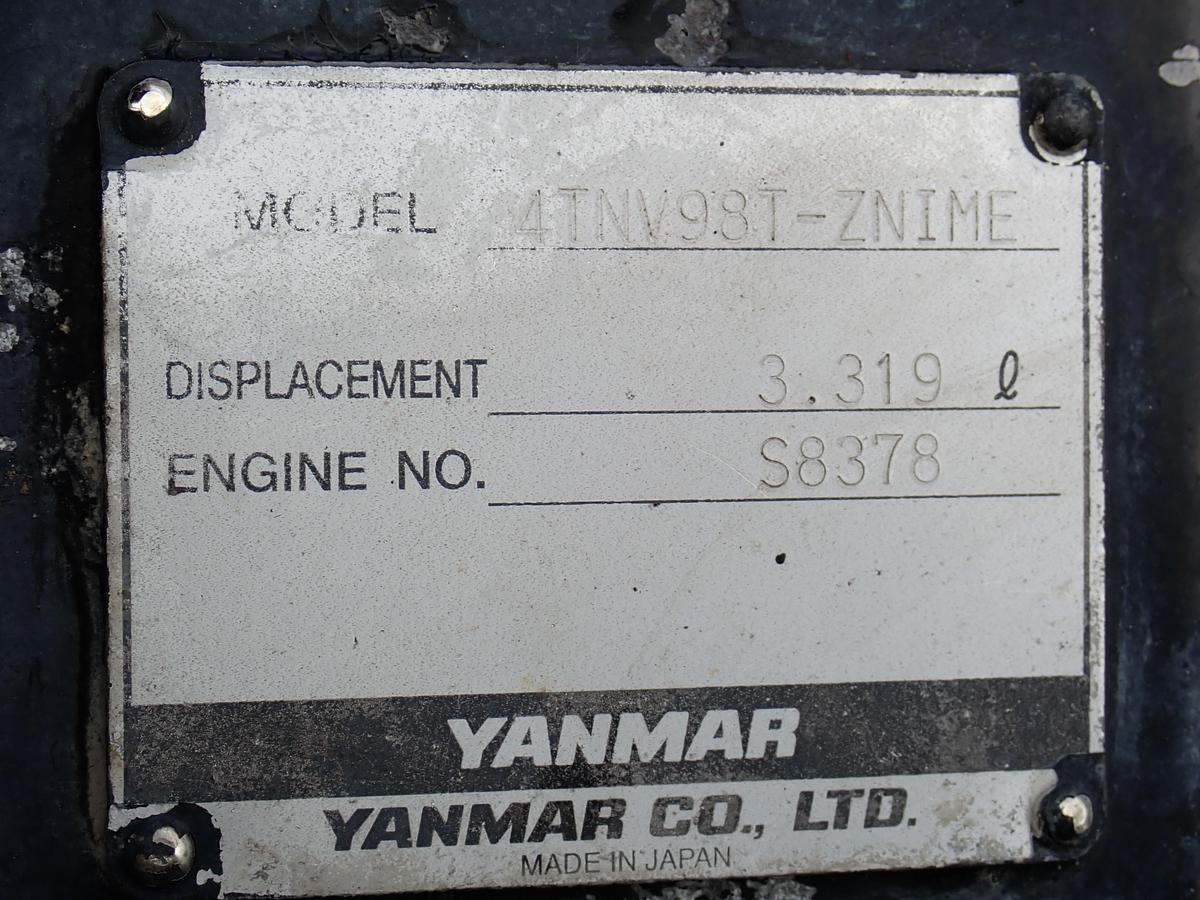 MODEL 4TNV98T-ZNIME
DISPLACEMENT 3.319 ℓ
ENGINE NO. S8378
YANMAR
YANMAR CO., LTD.
MADE IN JAPAN